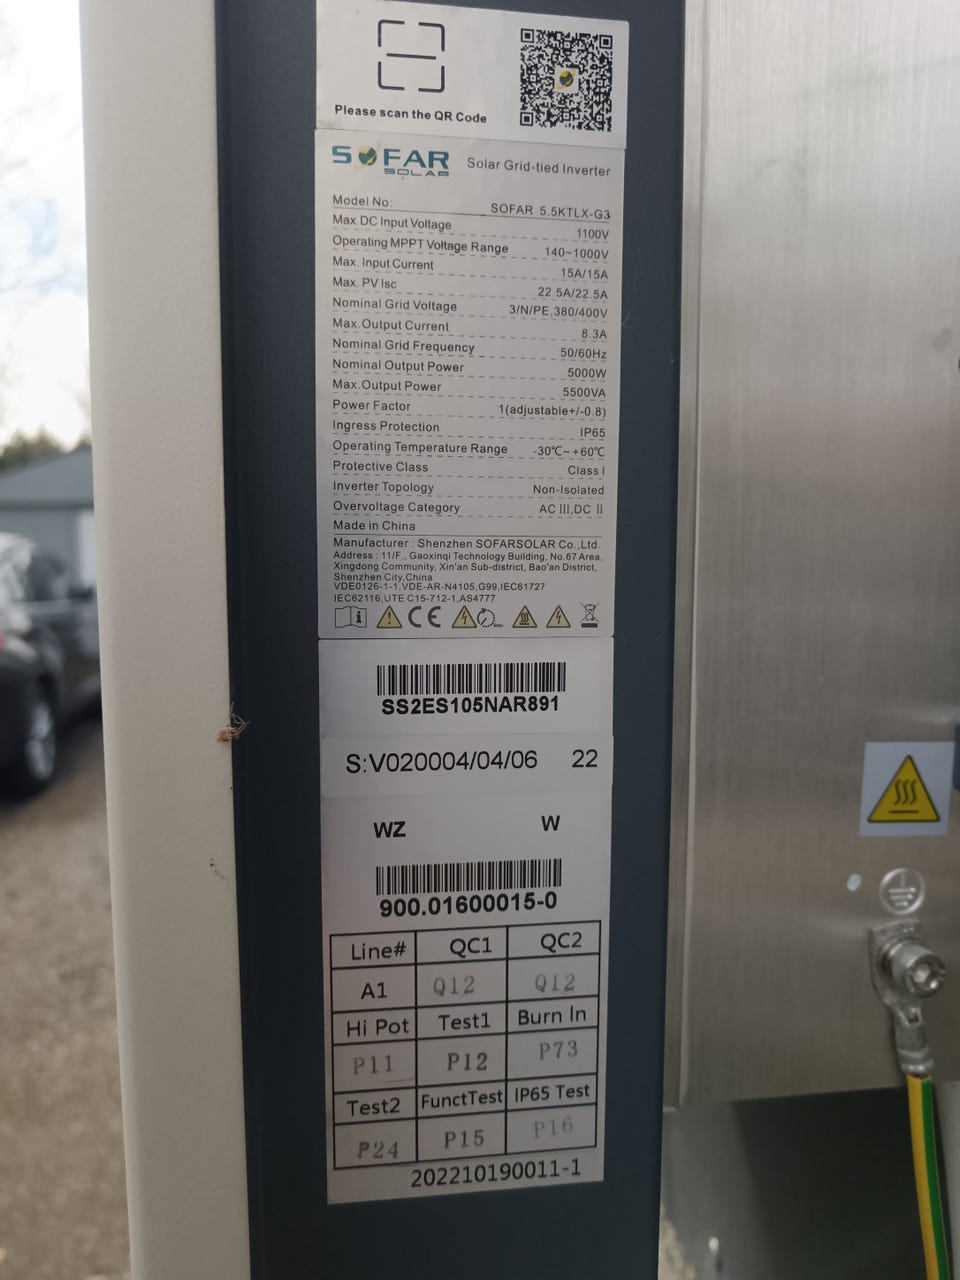 Please scan the QR Code
SOFAR SOLAR Solar Grid-tied Inverter
Model No: SOFAR 5.5KTLX-G3
Max.DC Input Voltage 1100V
Operating MPPT Voltage Range 140~1000V
Max. Input Current 15A/15A
Max. PV Isc 22.5A/22.5A
Nominal Grid Voltage 3/N/PE,380/400V
Max.Output Current 8.3A
Nominal Grid Frequency 50/60Hz
Nominal Output Power 5000W
Max.Output Power 5500VA
Power Factor 1(adjustable+/-0.8)
Ingress Protection IP65
Operating Temperature Range -30℃~+60℃
Protective Class Class I
Inverter Topology Non-Isolated
Overvoltage Category AC III,DC II
Made in China
Manufacturer : Shenzhen SOFARSOLAR Co.,Ltd.
Address : 11/F., Gaoxinqi Technology Building, No.67 Area,
Xingdong Community, Xin'an Sub-district, Bao'an District,
Shenzhen City,China
VDE0126-1-1,VDE-AR-N4105,G99,IEC61727
IEC62116,UTE C15-712-1,AS4777
CE
SS2ES105NAR891
S:V020004/04/06 22
WZ W
900.01600015-0
Line# QC1 QC2
A1 Q12 Q12
Hi Pot Test1 Burn In
P11 P12 P73
Test2 FunctTest IP65 Test
P24 P15 P16
202210190011-1